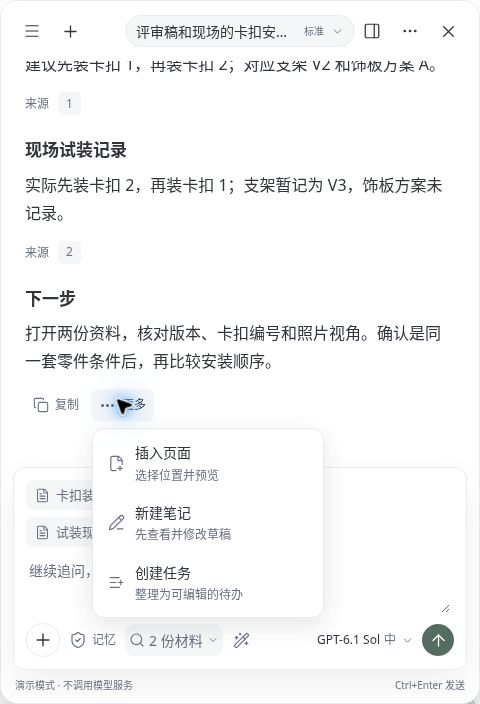 评审稿和现场的卡扣安... 标准
建议先装卡扣 1，再装卡扣 2；对应支架 V2 和饰板方案 A。
来源 1
现场试装记录
实际先装卡扣 2，再装卡扣 1；支架暂记为 V3，饰板方案未
记录。
来源 2
下一步
打开两份资料，核对版本、卡扣编号和照片视角。确认是同
一套零件条件后，再比较安装顺序。
复制 更多
插入页面
选择位置并预览
新建笔记
先查看并修改草稿
创建任务
整理为可编辑的待办
卡扣装
试装现
继续追问，
记忆 2 份材料 GPT-6.1 Sol 中
演示模式 · 不调用模型服务 Ctrl+Enter 发送